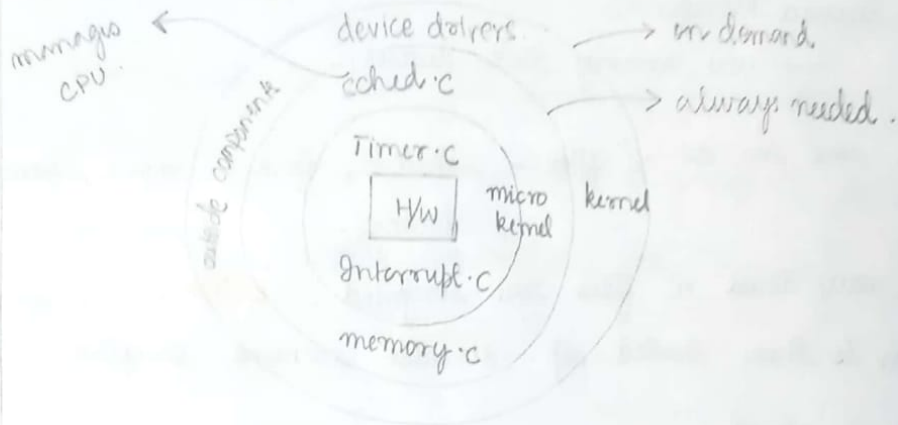 manages
CPU.
device drivers
sched.c
on demand.
always needed.
outside components
Timer.c
H/W
micro
kernel
kernel
Interrupt.c
memory.c